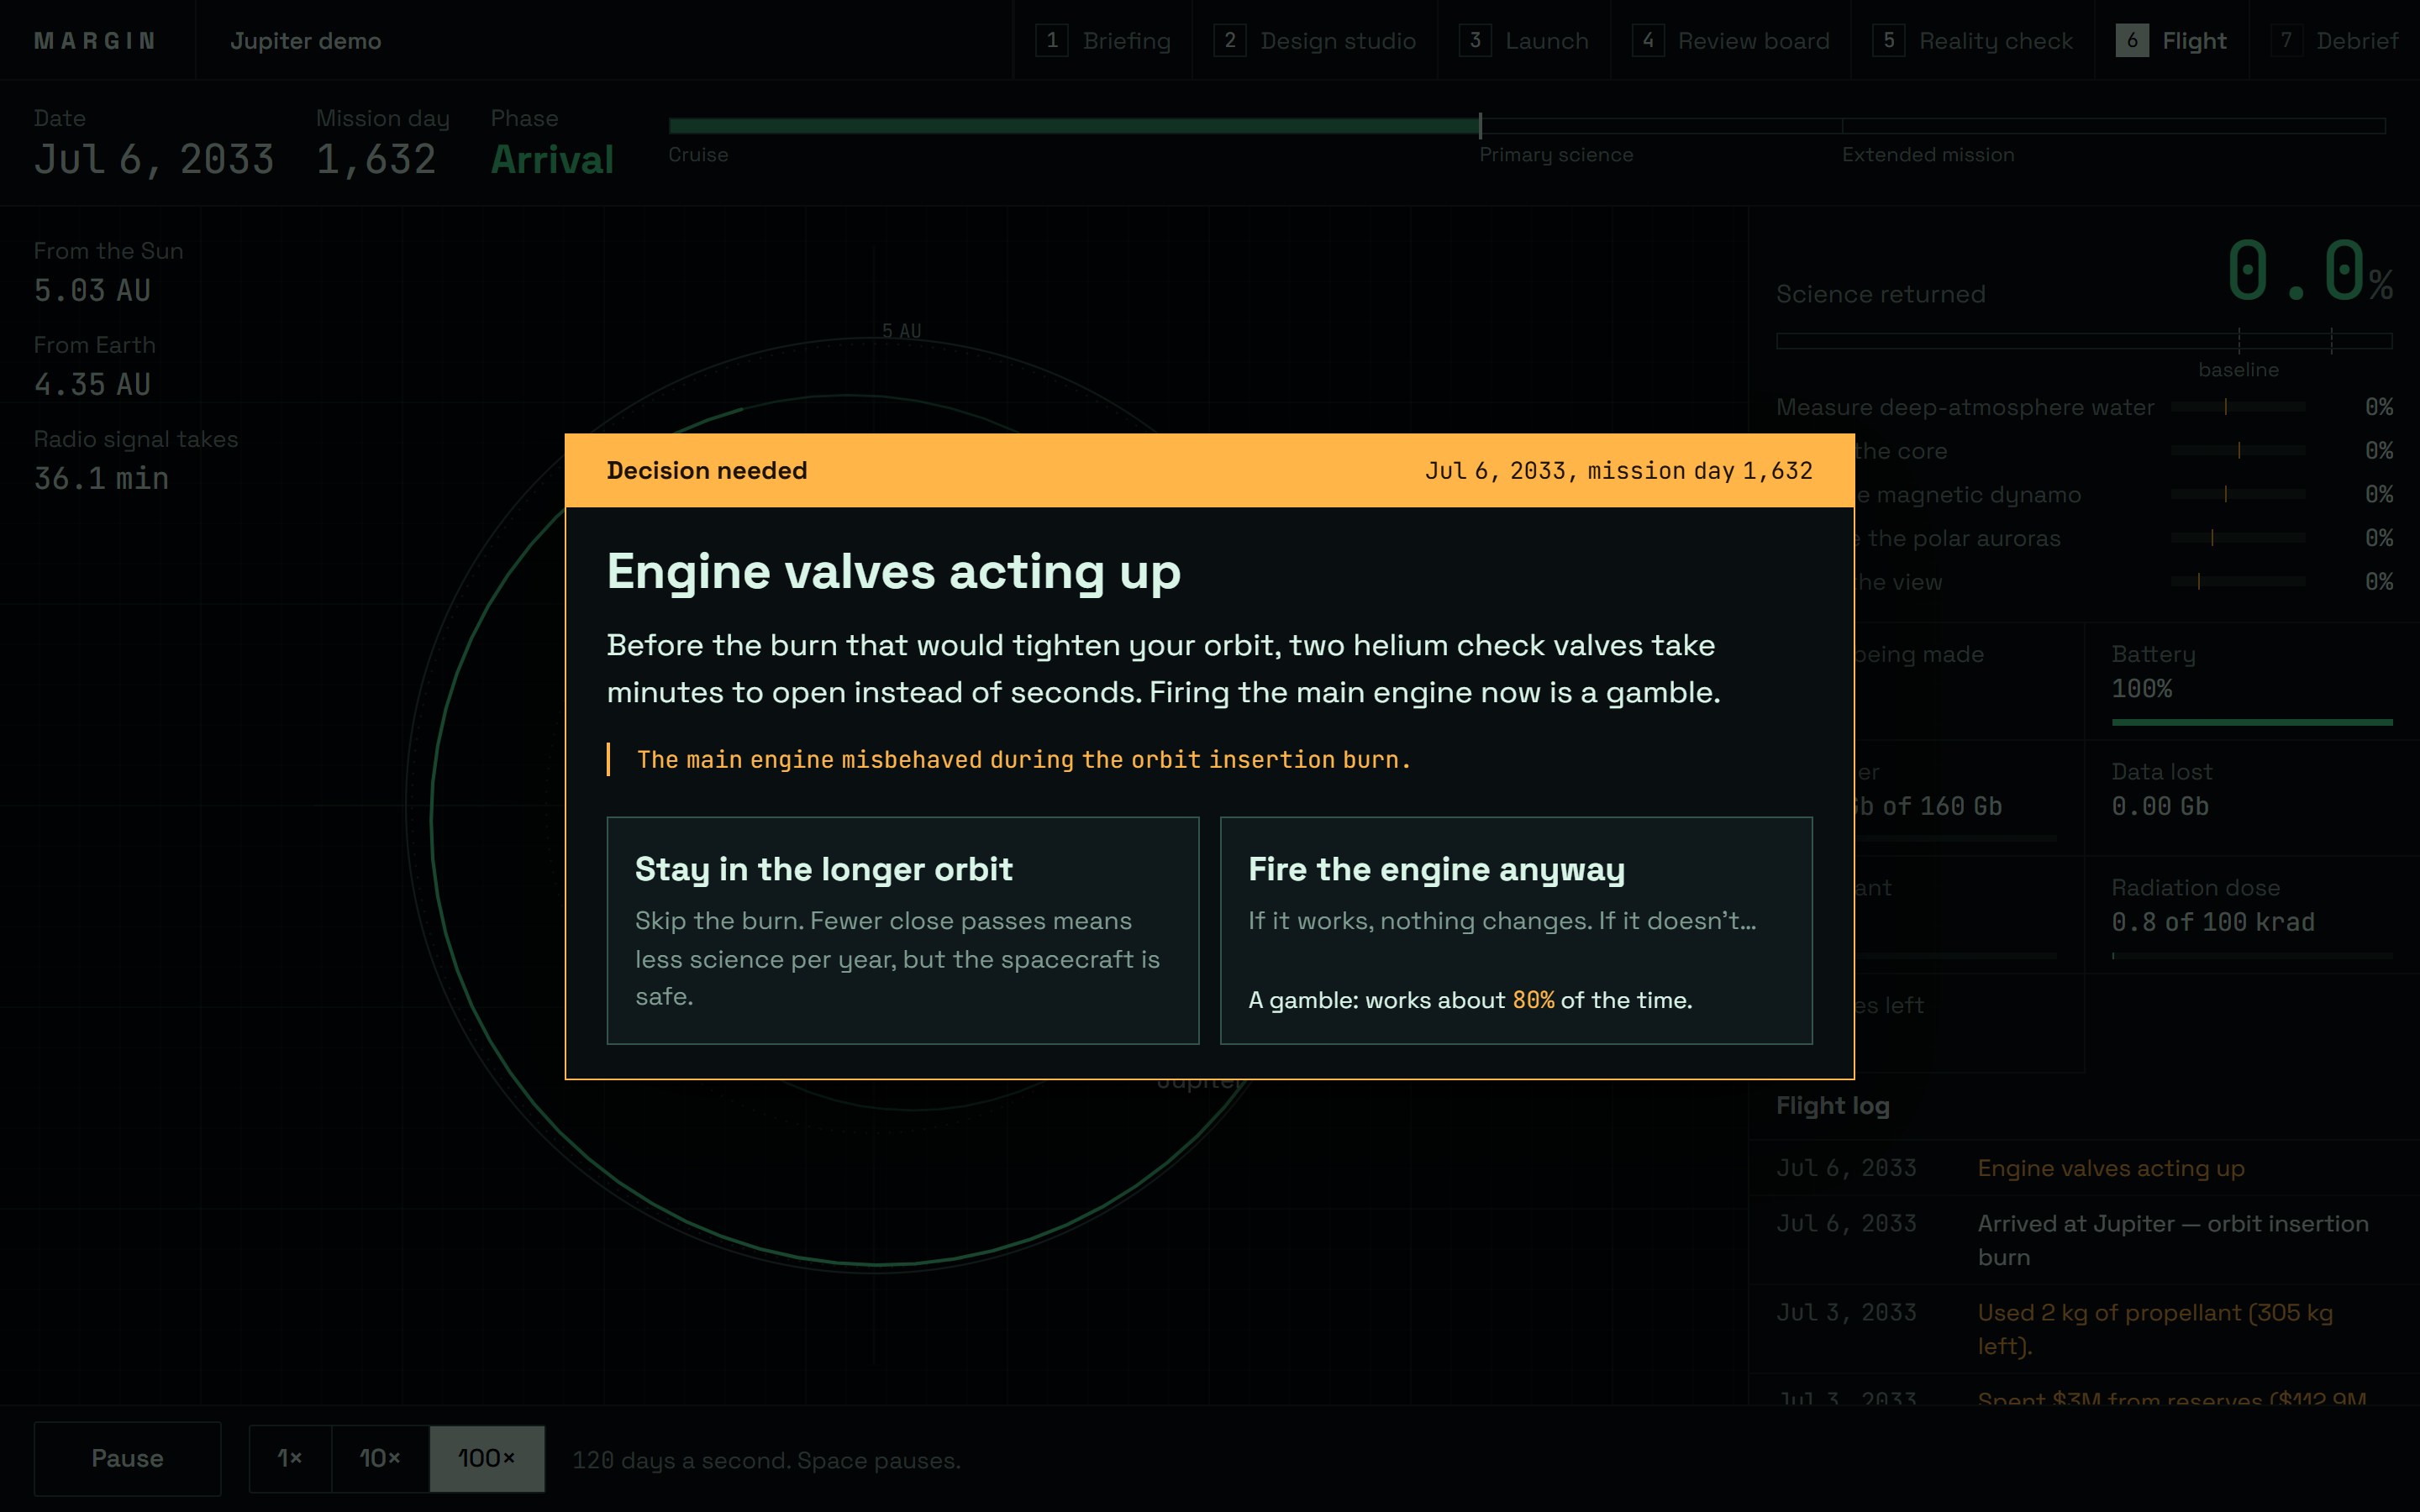 MARGIN
Jupiter demo
1 Briefing
2 Design studio
3 Launch
4 Review board
5 Reality check
6 Flight
7 Debrief
Date
Jul 6, 2033
Mission day
1,632
Phase
Arrival
Cruise
Primary science
Extended mission
From the Sun
5.03 AU
From Earth
4.35 AU
Radio signal takes
36.1 min
5 AU
Jupiter
Decision needed
Jul 6, 2033, mission day 1,632
Engine valves acting up
Before the burn that would tighten your orbit, two helium check valves take
minutes to open instead of seconds. Firing the main engine now is a gamble.
The main engine misbehaved during the orbit insertion burn.
Stay in the longer orbit
Skip the burn. Fewer close passes means
less science per year, but the spacecraft is
safe.
Fire the engine anyway
If it works, nothing changes. If it doesn't…
A gamble: works about 80% of the time.
Science returned
0.0%
baseline
Measure deep-atmosphere water 0%
the core 0%
magnetic dynamo 0%
the polar auroras 0%
the view 0%
being made
Battery
100%
of 160 Gb
Data lost
0.00 Gb
Radiation dose
0.8 of 100 krad
left
Flight log
Jul 6, 2033 Engine valves acting up
Jul 6, 2033 Arrived at Jupiter — orbit insertion
burn
Jul 3, 2033 Used 2 kg of propellant (305 kg
left).
Jul 3, 2033 Spent $3M from reserves ($112.9M
Pause
1×
10×
100×
120 days a second. Space pauses.